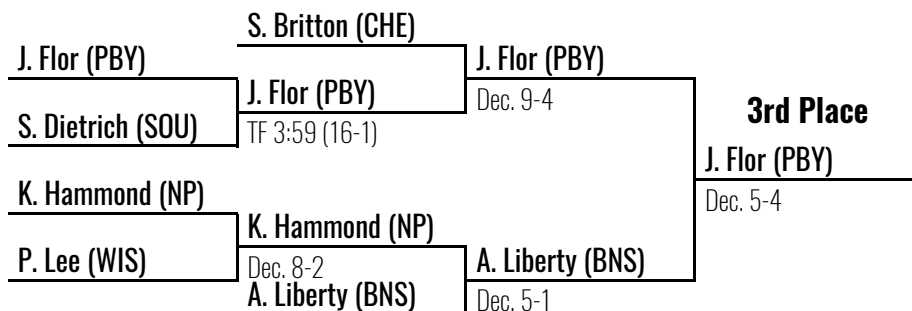 S. Britton (CHE)
J. Flor (PBY)
J. Flor (PBY)
J. Flor (PBY)
Dec. 9-4
3rd Place
S. Dietrich (SOU)
TF 3:59 (16-1)
J. Flor (PBY)
K. Hammond (NP)
Dec. 5-4
K. Hammond (NP)
P. Lee (WIS)
Dec. 8-2
A. Liberty (BNS)
A. Liberty (BNS)
Dec. 5-1